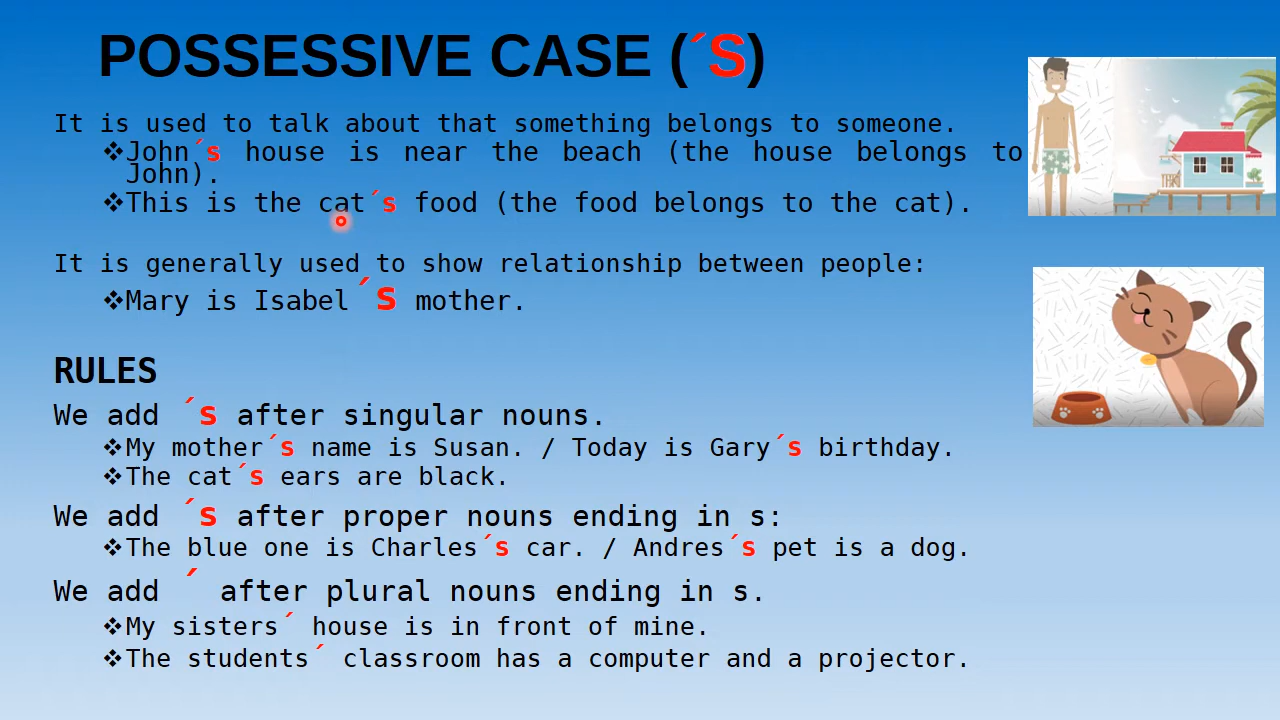 POSSESSIVE CASE (´S)
It is used to talk about that something belongs to someone.
❖John´s house is near the beach (the house belongs to
John).
❖This is the cat´s food (the food belongs to the cat).
It is generally used to show relationship between people:
❖Mary is Isabel´s mother.
RULES
We add ´s after singular nouns.
❖My mother´s name is Susan. / Today is Gary´s birthday.
❖The cat´s ears are black.
We add ´s after proper nouns ending in s:
❖The blue one is Charles´s car. / Andres´s pet is a dog.
We add ´ after plural nouns ending in s.
❖My sisters´ house is in front of mine.
❖The students´ classroom has a computer and a projector.